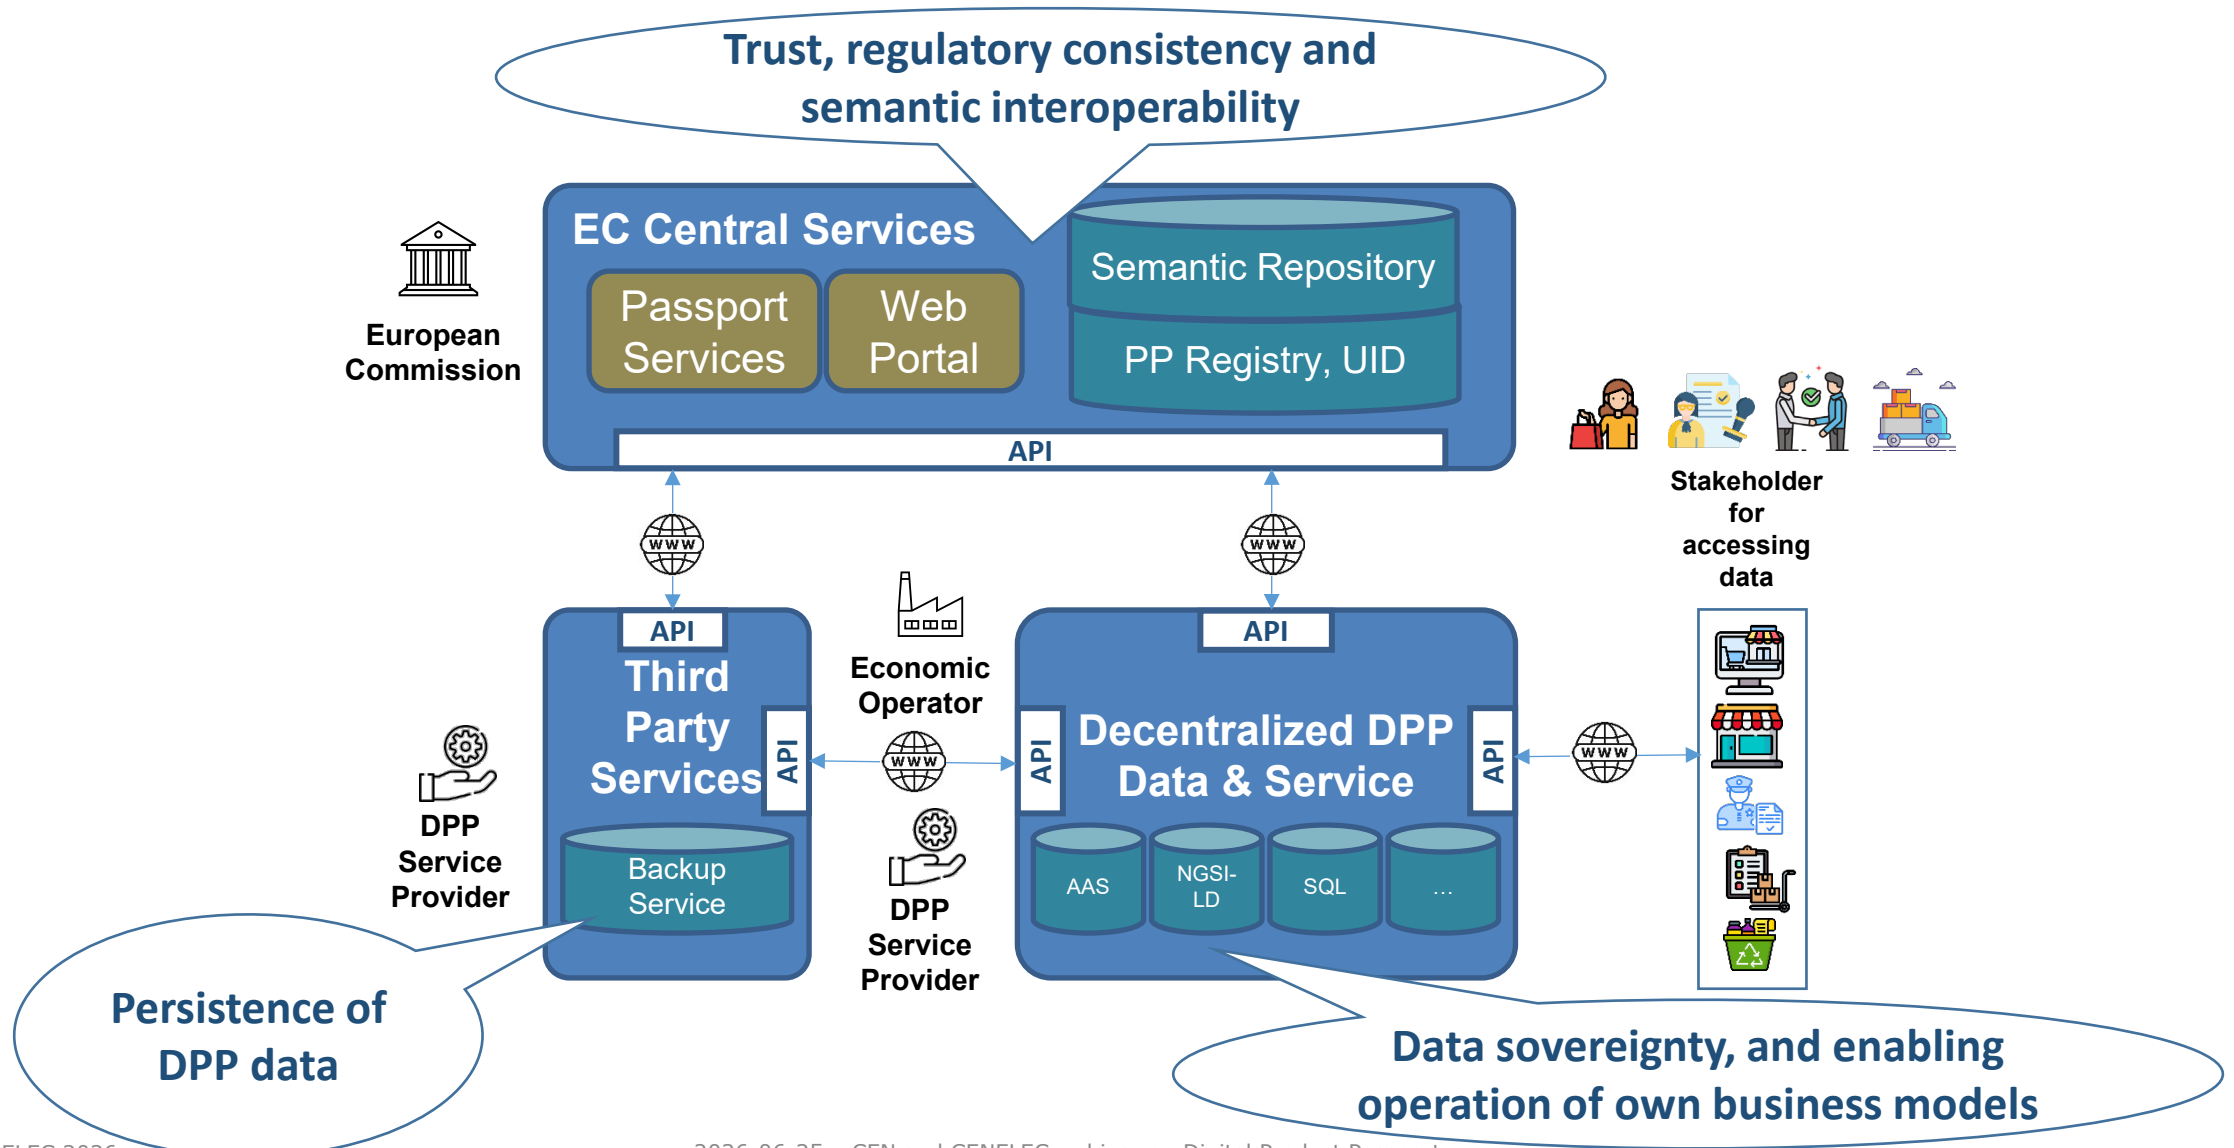 Trust, regulatory consistency and
semantic interoperability
EC Central Services
Passport
Services
Web
Portal
Semantic Repository
PP Registry, UID
API
European
Commission
Stakeholder
for
accessing
data
WWW
WWW
API
Third
Party
Services
API
Backup
Service
DPP
Service
Provider
Economic
Operator
WWW
DPP
Service
Provider
API
API
Decentralized DPP
Data & Service
API
AAS
NGSI-
LD
SQL
...
WWW
Persistence of
DPP data
Data sovereignty, and enabling
operation of own business models